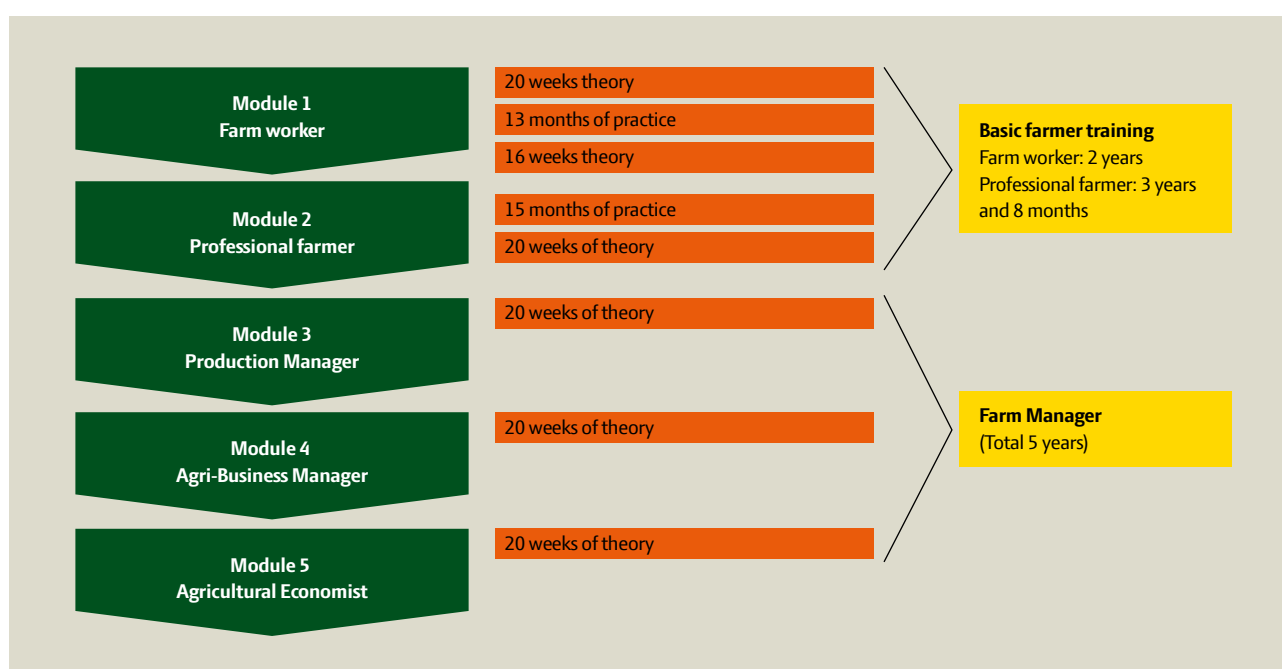 Module 1
Farm worker
20 weeks theory
13 months of practice
16 weeks theory
Module 2
Professional farmer
15 months of practice
20 weeks of theory
Basic farmer training
Farm worker: 2 years
Professional farmer: 3 years
and 8 months
Module 3
Production Manager
20 weeks of theory
Module 4
Agri-Business Manager
20 weeks of theory
Module 5
Agricultural Economist
20 weeks of theory
Farm Manager
(Total 5 years)